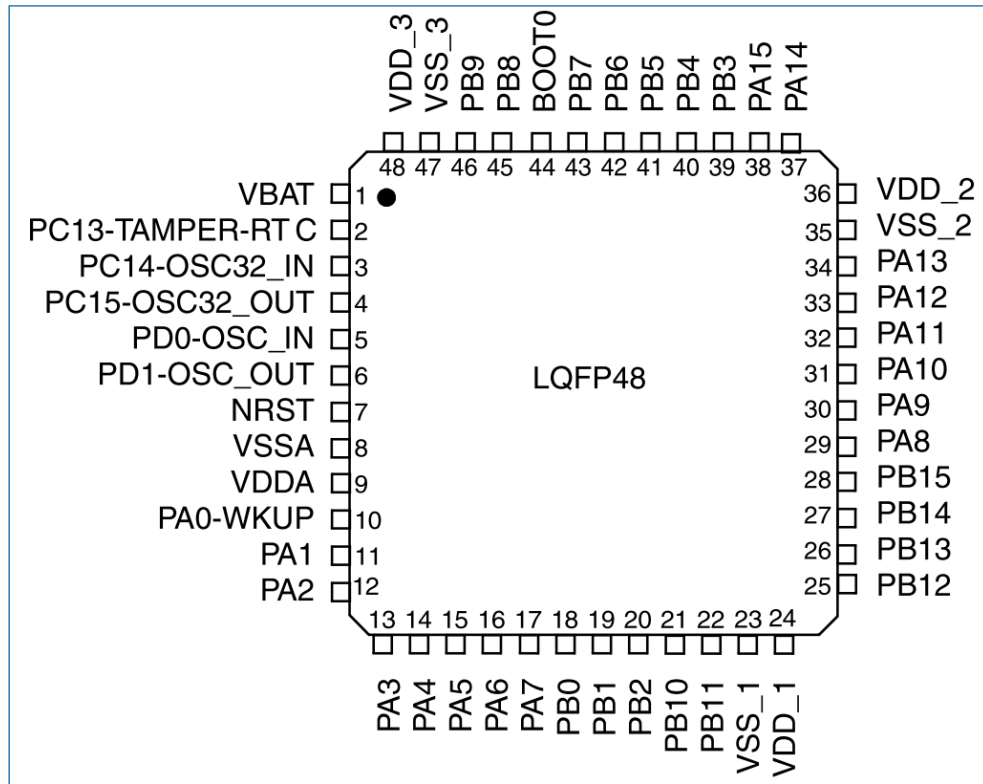 VDD_3
VSS_3
PB9
PB8
BOOT0
PB7
PB6
PB5
PB4
PB3
PA15
PA14
48 47 46 45 44 43 42 41 40 39 38 37
VBAT 1 36 VDD_2
PC13-TAMPER-RTC 2 35 VSS_2
PC14-OSC32_IN 3 34 PA13
PC15-OSC32_OUT 4 33 PA12
PD0-OSC_IN 5 32 PA11
PD1-OSC_OUT 6 LQFP48 31 PA10
NRST 7 30 PA9
VSSA 8 29 PA8
VDDA 9 28 PB15
PA0-WKUP 10 27 PB14
PA1 11 26 PB13
PA2 12 25 PB12
13 14 15 16 17 18 19 20 21 22 23 24
PA3
PA4
PA5
PA6
PA7
PB0
PB1
PB2
PB10
PB11
VSS_1
VDD_1